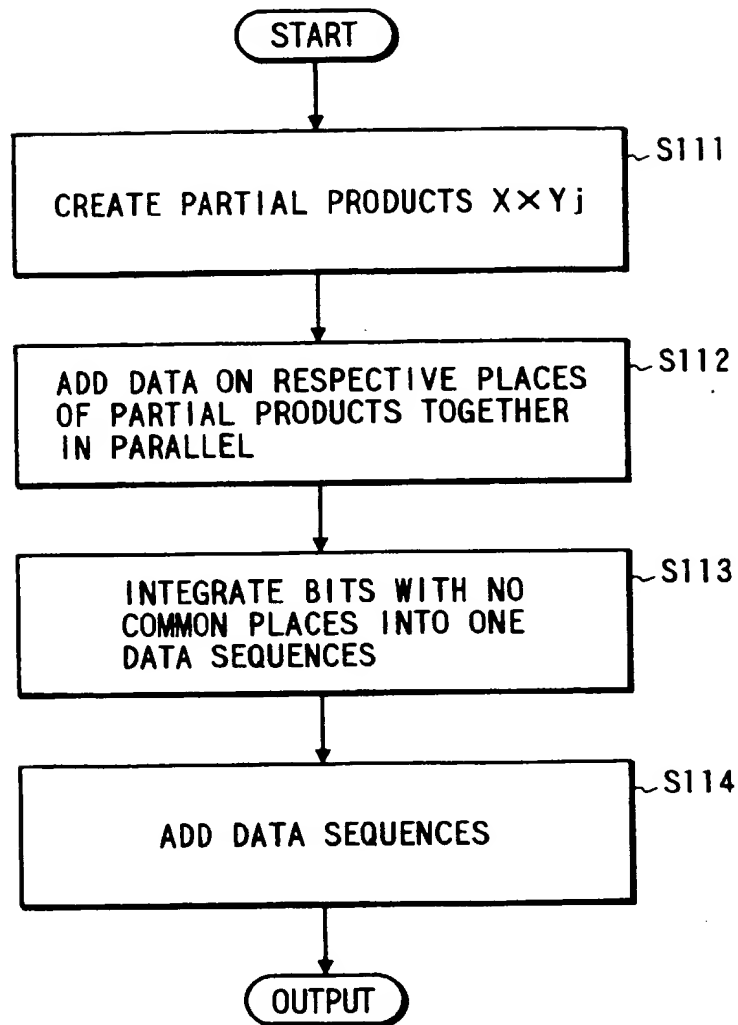 START
S111
CREATE PARTIAL PRODUCTS X×Yj
S112
ADD DATA ON RESPECTIVE PLACES
OF PARTIAL PRODUCTS TOGETHER
IN PARALLEL
S113
INTEGRATE BITS WITH NO
COMMON PLACES INTO ONE
DATA SEQUENCES
S114
ADD DATA SEQUENCES
OUTPUT